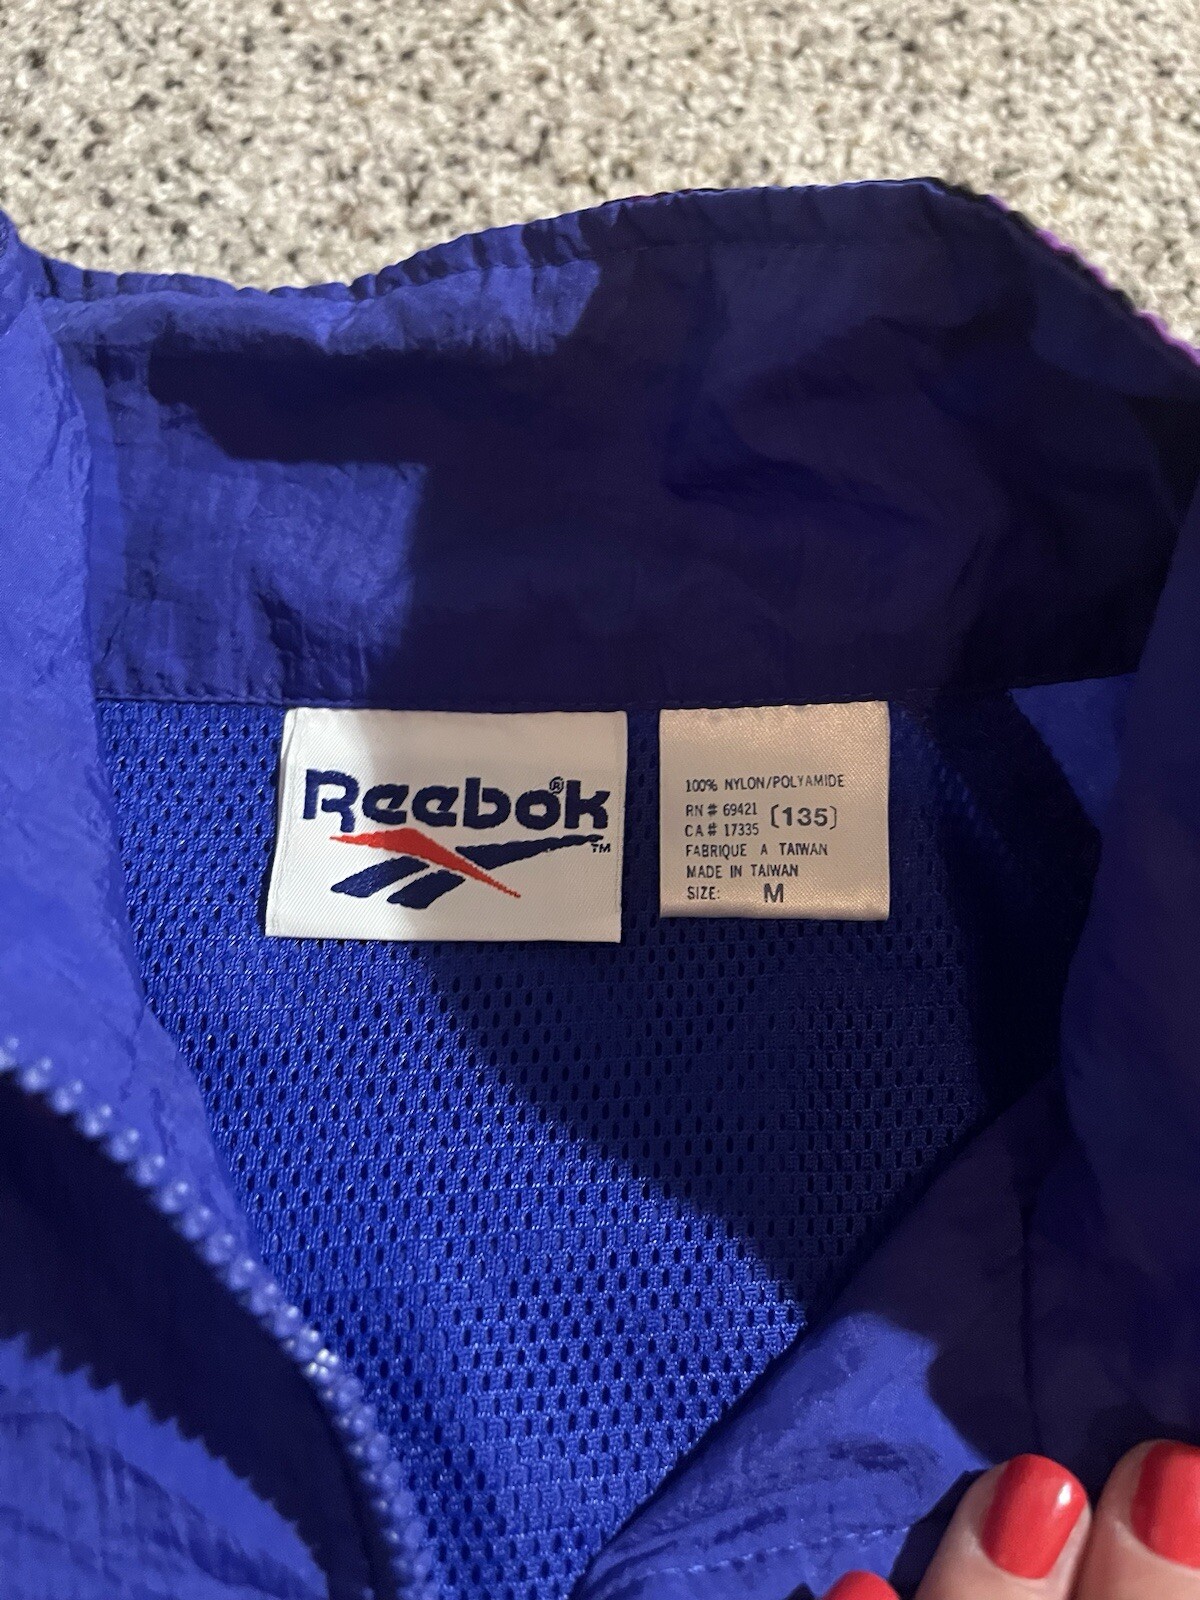 Reebok®
™
100% NYLON/POLYAMIDE
RN # 69421 (135)
CA # 17335
FABRIQUE A TAIWAN
MADE IN TAIWAN
SIZE: M